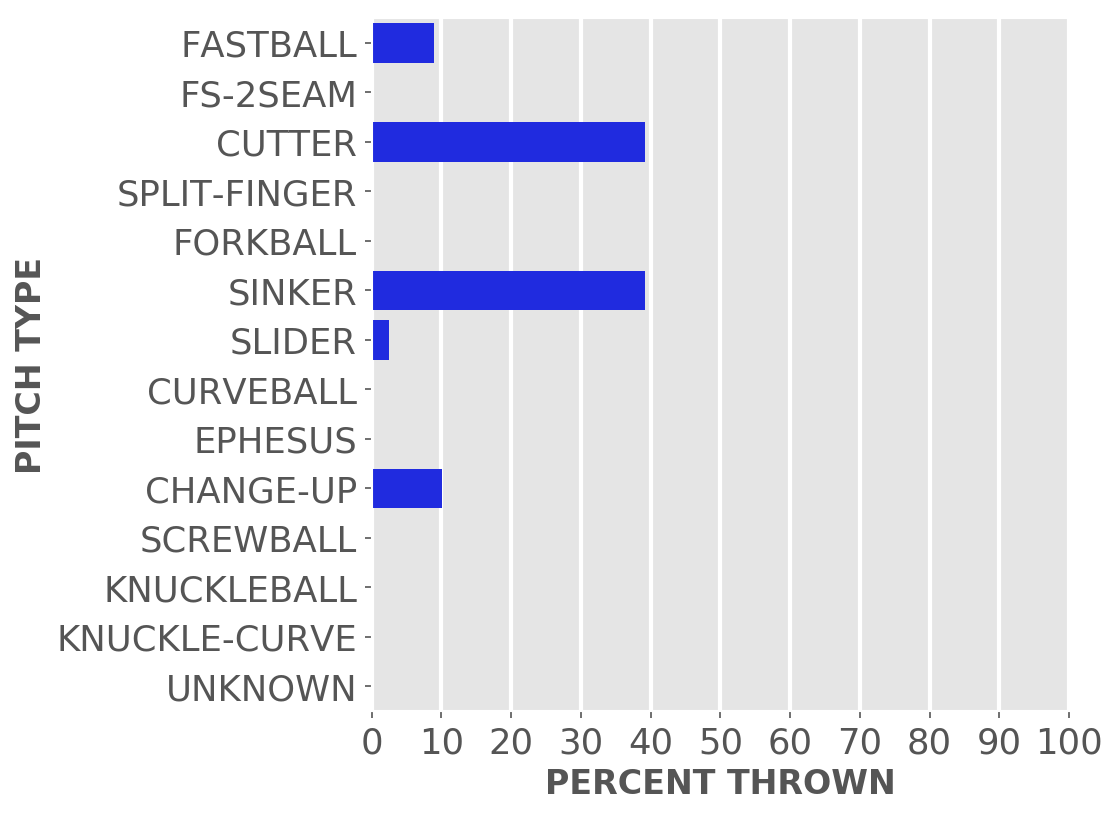 FASTBALL
FS-2SEAM
CUTTER
SPLIT-FINGER
FORKBALL
SINKER
SLIDER
CURVEBALL
EPHESUS
CHANGE-UP
SCREWBALL
KNUCKLEBALL
KNUCKLE-CURVE
UNKNOWN
PITCH TYPE
0 10 20 30 40 50 60 70 80 90 100
PERCENT THROWN